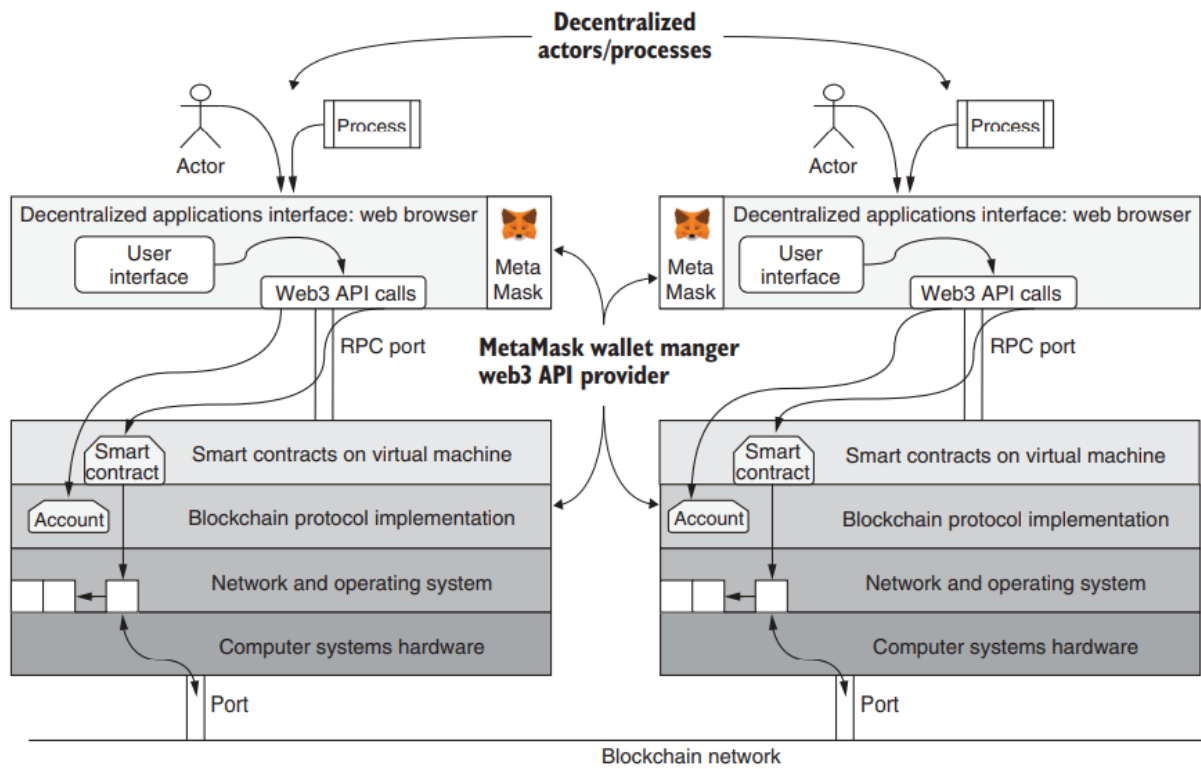 Decentralized
actors/processes
Process
Actor
Process
Actor
Decentralized applications interface: web browser
User
interface
Web3 API calls
Meta
Mask
Meta
Mask
Decentralized applications interface: web browser
User
interface
Web3 API calls
RPC port
MetaMask wallet manger
web3 API provider
RPC port
Smart
contract
Smart contracts on virtual machine
Account
Blockchain protocol implementation
Network and operating system
Computer systems hardware
Port
Smart
contract
Smart contracts on virtual machine
Account
Blockchain protocol implementation
Network and operating system
Computer systems hardware
Port
Blockchain network